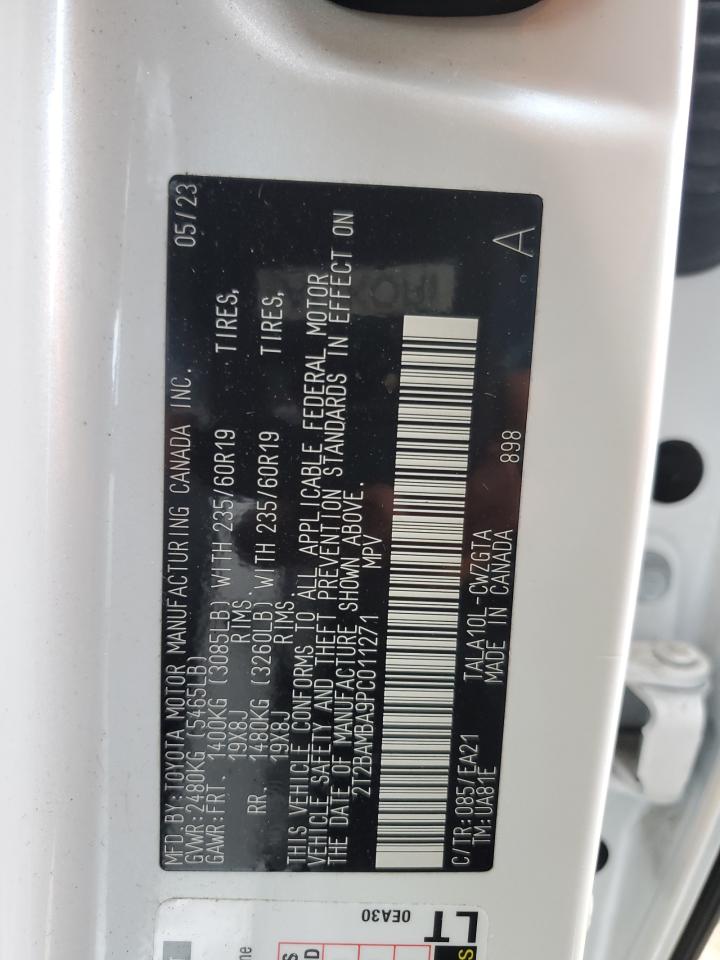 MFD.BY:TOYOTA MOTOR MANUFACTURING CANADA INC. 05/23
GVWR:2480KG (5465LB)
GAWR:FRT. 1400KG (3085LB) WITH 235/60R19 TIRES,
19X8J RIMS.
RR. 1480KG (3260LB) WITH 235/60R19 TIRES,
19X8J RIMS.
THIS VEHICLE CONFORMS TO ALL APPLICABLE FEDERAL MOTOR
VEHICLE SAFETY AND THEFT PREVENTION STANDARDS IN EFFECT ON
THE DATE OF MANUFACTURE SHOWN ABOVE.
2T2BAMBA9PC011271 MPV
C/TR:085/EA21 TALA10L-CWZGTA 898 A
TM:UA81E MADE IN CANADA
0EA30
LT